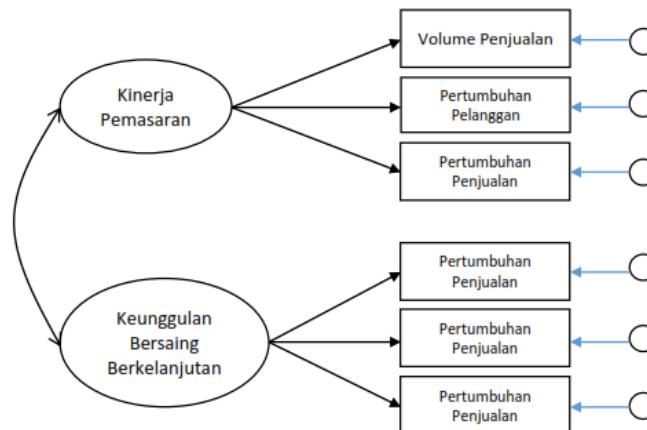 Volume Penjualan
Kinerja
Pemasaran
Pertumbuhan
Pelanggan
Pertumbuhan
Penjualan
Pertumbuhan
Penjualan
Keunggulan
Bersaing
Berkelanjutan
Pertumbuhan
Penjualan
Pertumbuhan
Penjualan